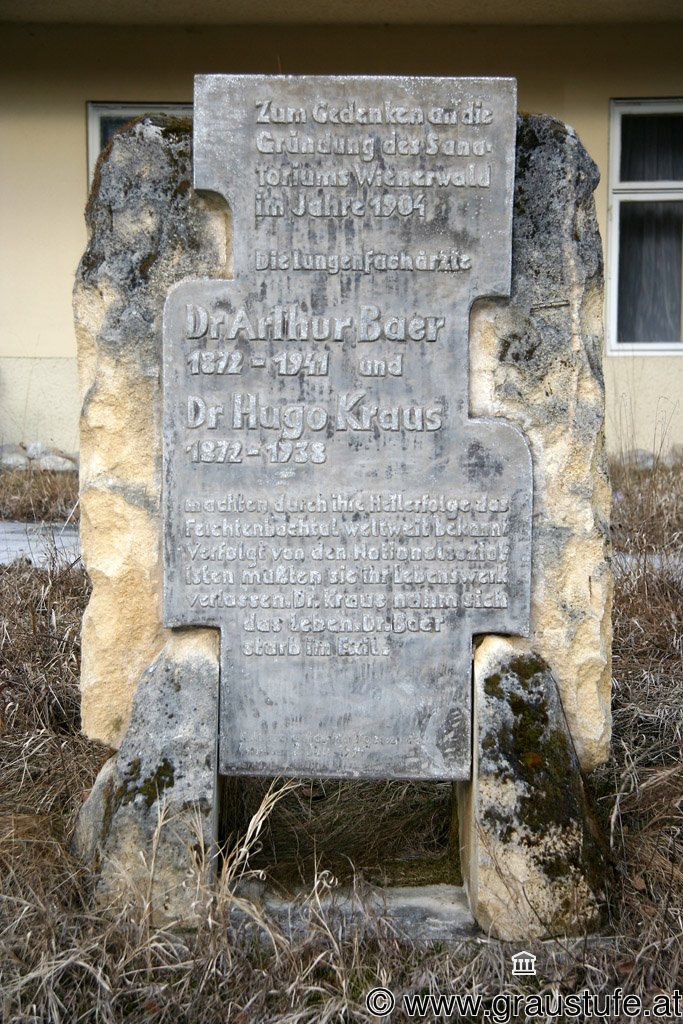 Zum Gedenken an die
Gründung des Sana-
toriums Wienerwald
im Jahre 1904
Die Lungenfachärzte
Dr Arthur Baer
1872 - 1941 und
Dr Hugo Kraus
1872 - 1938
machten durch ihre Heilerfolge das
Feichtenbachtal weltweit bekannt
Verfolgt von den Nationalsozial-
isten mußten sie ihr Lebenswerk
verlassen. Dr. Kraus nahm sich
das Leben. Dr. Baer
starb im Exil.
© www.graustufe.at